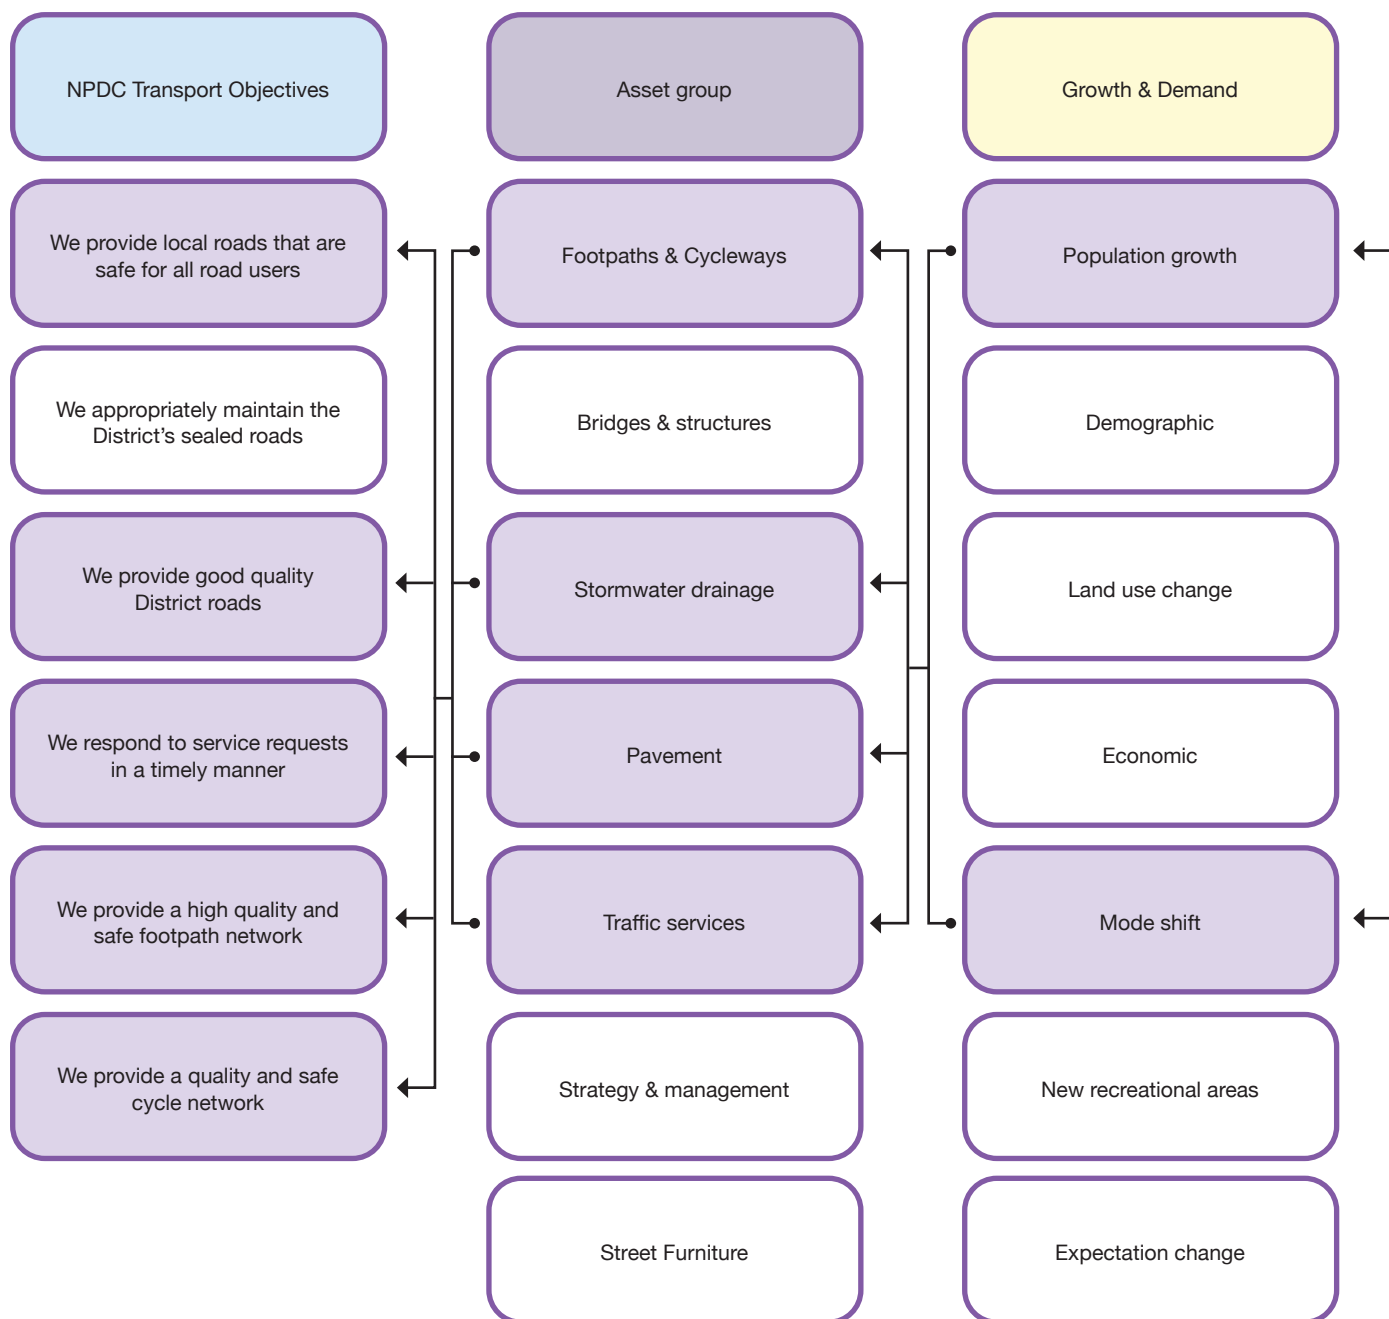 NPDC Transport Objectives
Asset group
Growth & Demand
We provide local roads that are
safe for all road users
Footpaths & Cycleways
Population growth
We appropriately maintain the
District’s sealed roads
Bridges & structures
Demographic
We provide good quality
District roads
Stormwater drainage
Land use change
We respond to service requests
in a timely manner
Pavement
Economic
We provide a high quality and
safe footpath network
Traffic services
Mode shift
We provide a quality and safe
cycle network
Strategy & management
New recreational areas
Street Furniture
Expectation change